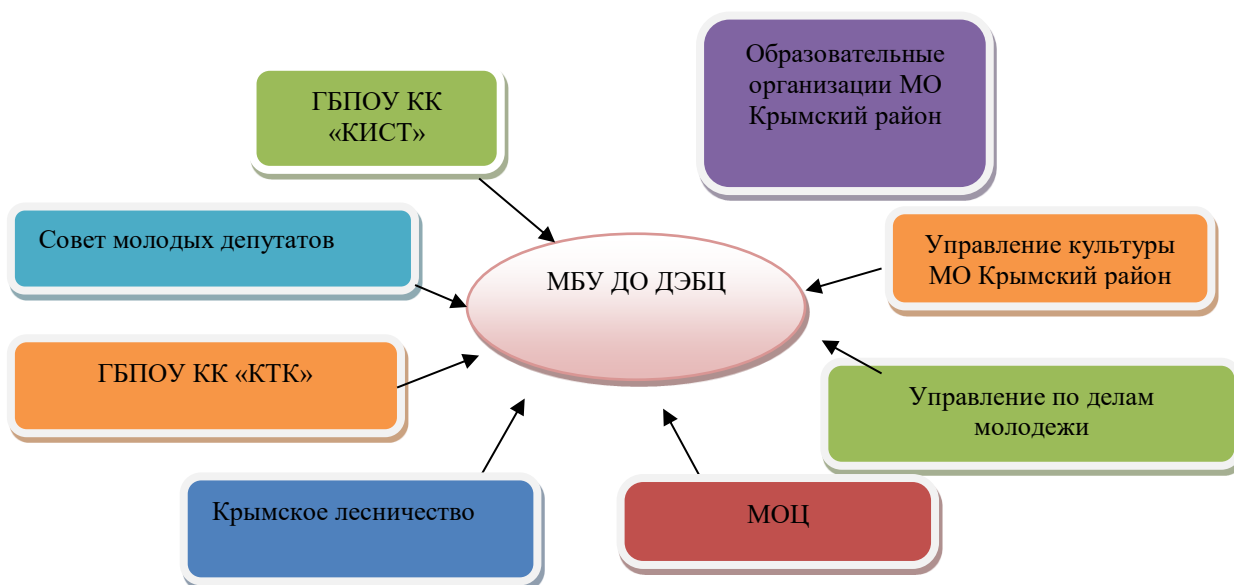 Образовательные
организации МО
Крымский район
ГБПОУ КК
«КИСТ»
Совет молодых депутатов
МБУ ДО ДЭБЦ
Управление культуры
МО Крымский район
ГБПОУ КК «КТК»
Управление по делам
молодежи
Крымское лесничество
МОЦ